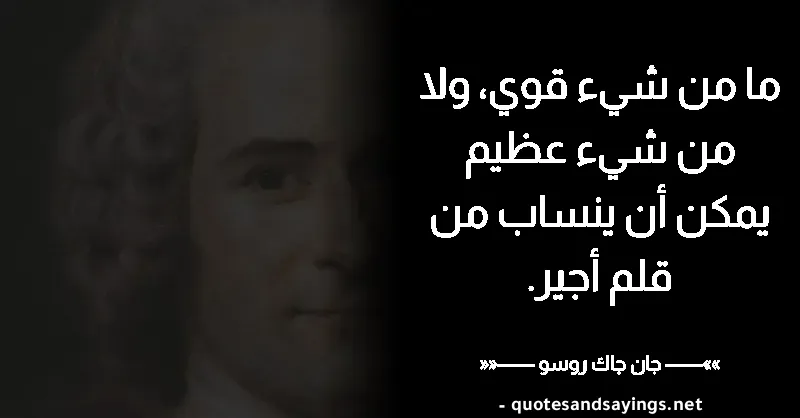 ما من شيء قوي، ولا
من شيء عظيم
يمكن أن ينساب من
قلم أجير.
»»—— جان جاك روسو ——««
- quotesandsayings.net